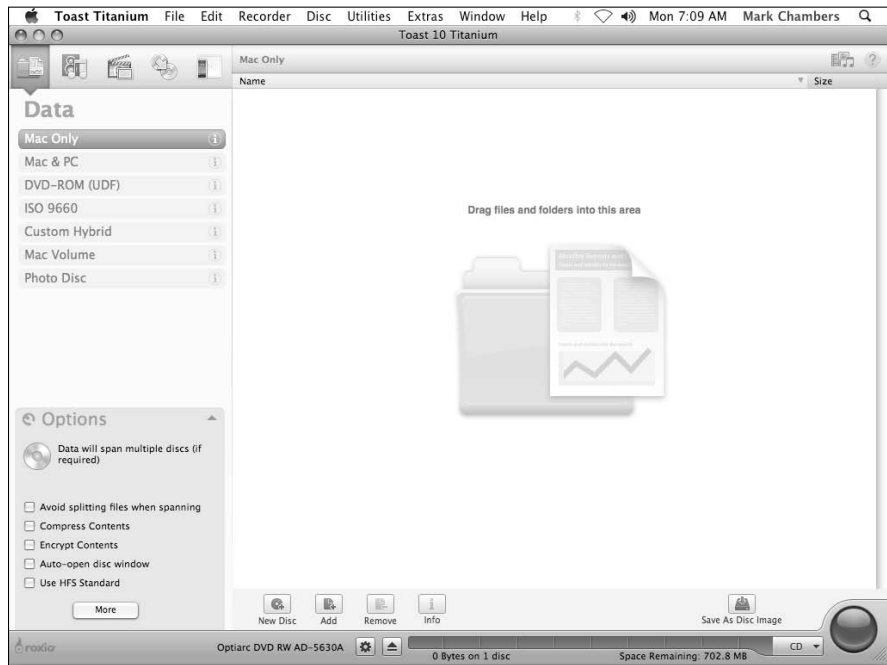 Toast Titanium File Edit Recorder Disc Utilities Extras Window Help Mon 7:09 AM Mark Chambers
Toast 10 Titanium
Mac Only
Name Size
Data
Mac Only
Mac & PC
DVD-ROM (UDF)
ISO 9660
Custom Hybrid
Mac Volume
Photo Disc
Drag files and folders into this area
Options
Data will span multiple discs (if
required)
Avoid splitting files when spanning
Compress Contents
Encrypt Contents
Auto-open disc window
Use HFS Standard
More
New Disc Add Remove Info Save As Disc Image
roxio Optiarc DVD RW AD-5630A CD
0 Bytes on 1 disc Space Remaining: 702.8 MB